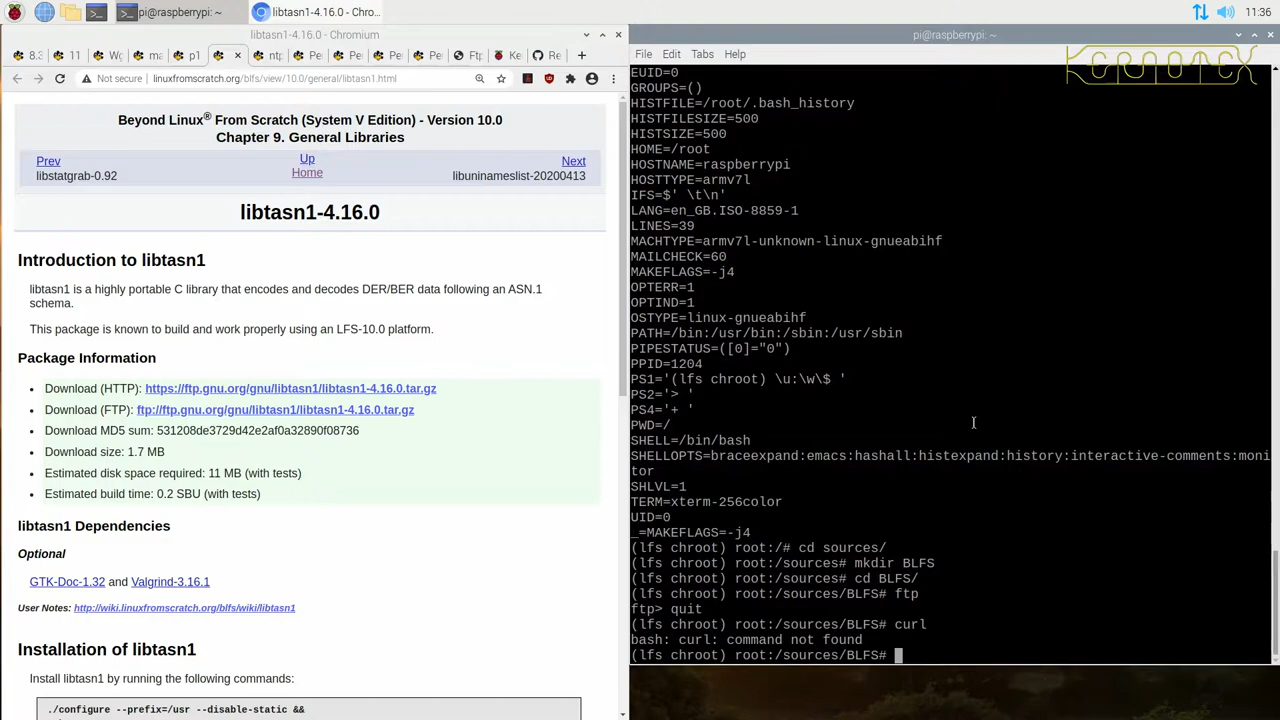 pi@raspberrypi: ~
libtasn1-4.16.0 - Chro...
11:36
libtasn1-4.16.0 - Chromium
8.3
11
W
ma
p1
ntp
Pe
Pe
Pe
Pe
Ftp
Ke
Re
Not secure
linuxfromscratch.org/blfs/view/10.0/general/libtasn1.html
Beyond Linux® From Scratch (System V Edition) - Version 10.0
Chapter 9. General Libraries
Prev
Up
Next
libstatgrab-0.92
Home
libuninameslist-20200413
libtasn1-4.16.0
Introduction to libtasn1
libtasn1 is a highly portable C library that encodes and decodes DER/BER data following an ASN.1
schema.
This package is known to build and work properly using an LFS-10.0 platform.
Package Information
Download (HTTP): https://ftp.gnu.org/gnu/libtasn1/libtasn1-4.16.0.tar.gz
Download (FTP): ftp://ftp.gnu.org/gnu/libtasn1/libtasn1-4.16.0.tar.gz
Download MD5 sum: 531208de3729d42e2af0a32890f08736
Download size: 1.7 MB
Estimated disk space required: 11 MB (with tests)
Estimated build time: 0.2 SBU (with tests)
libtasn1 Dependencies
Optional
GTK-Doc-1.32 and Valgrind-3.16.1
User Notes: http://wiki.linuxfromscratch.org/blfs/wiki/libtasn1
Installation of libtasn1
Install libtasn1 by running the following commands:
./configure --prefix=/usr --disable-static &&
pi@raspberrypi: ~
File Edit Tabs Help
KERNOTEX
EUID=0
GROUPS=()
HISTFILE=/root/.bash_history
HISTFILESIZE=500
HISTSIZE=500
HOME=/root
HOSTNAME=raspberrypi
HOSTTYPE=armv7l
IFS=$' \t\n'
LANG=en_GB.ISO-8859-1
LINES=39
MACHTYPE=armv7l-unknown-linux-gnueabihf
MAILCHECK=60
MAKEFLAGS=-j4
OPTERR=1
OPTIND=1
OSTYPE=linux-gnueabihf
PATH=/bin:/usr/bin:/sbin:/usr/sbin
PIPESTATUS=([0]="0")
PPID=1204
PS1='(lfs chroot) \u:\w\$ '
PS2='> '
PS4='+ '
PWD=/
SHELL=/bin/bash
SHELLOPTS=braceexpand:emacs:hashall:histexpand:history:interactive-comments:moni
tor
SHLVL=1
TERM=xterm-256color
UID=0
_=MAKEFLAGS=-j4
(lfs chroot) root:/# cd sources/
(lfs chroot) root:/sources# mkdir BLFS
(lfs chroot) root:/sources# cd BLFS/
(lfs chroot) root:/sources/BLFS# ftp
ftp> quit
(lfs chroot) root:/sources/BLFS# curl
bash: curl: command not found
(lfs chroot) root:/sources/BLFS#